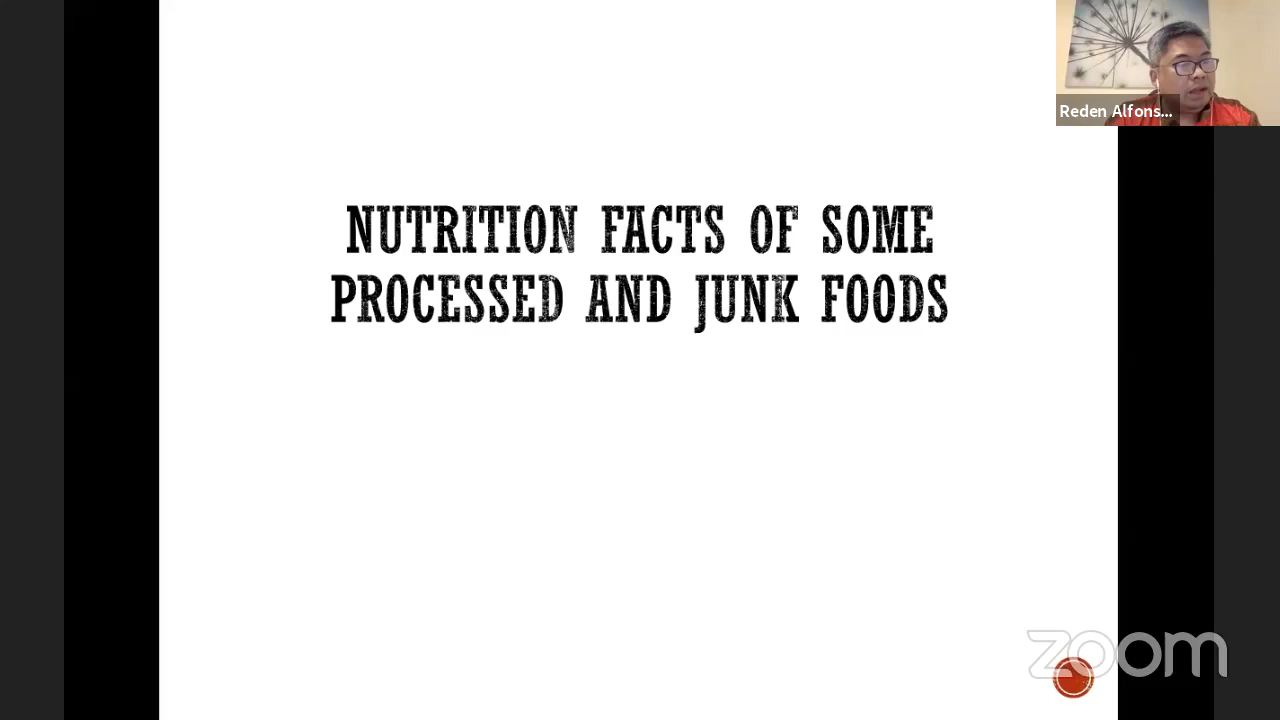 Reden Alfons...
NUTRITION FACTS OF SOME
PROCESSED AND JUNK FOODS
zoom